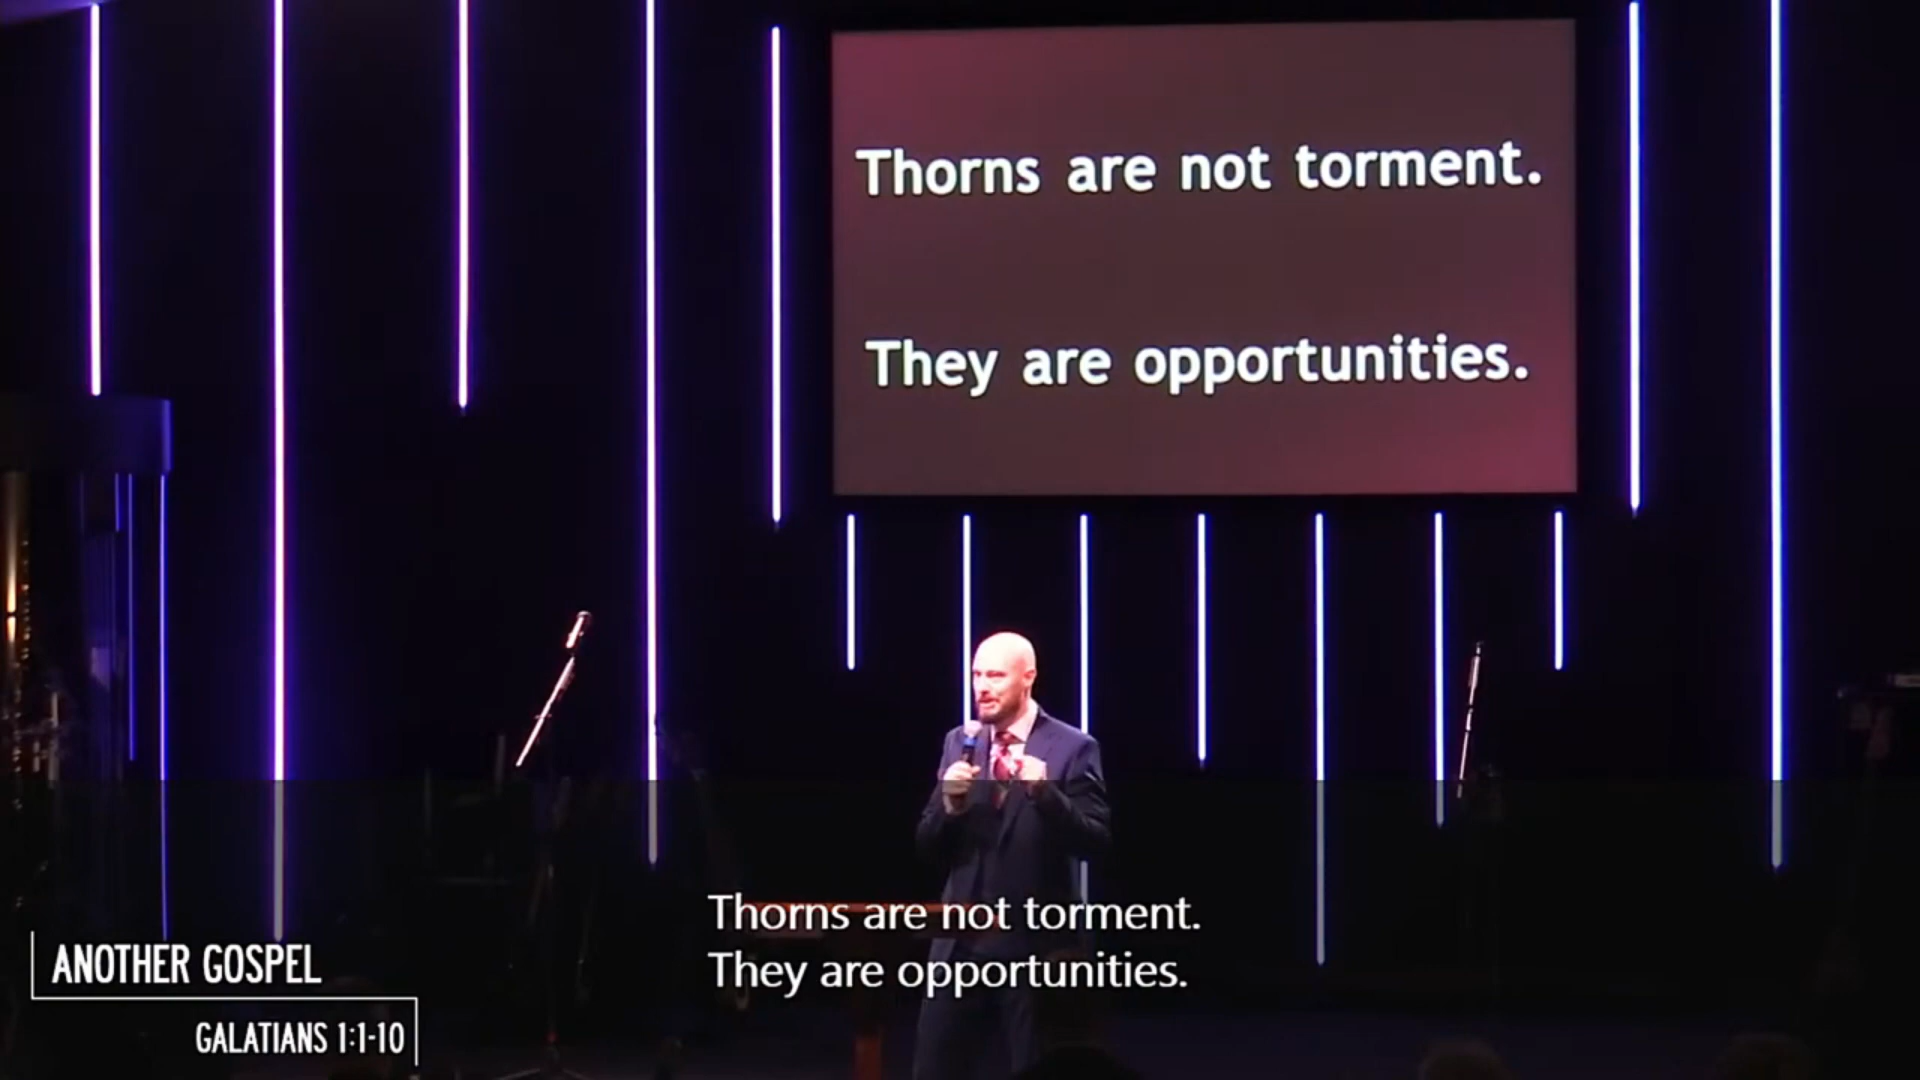 Thorns are not torment.
They are opportunities.
Thorns are not torment.
They are opportunities.
ANOTHER GOSPEL
GALATIANS 1:1-10